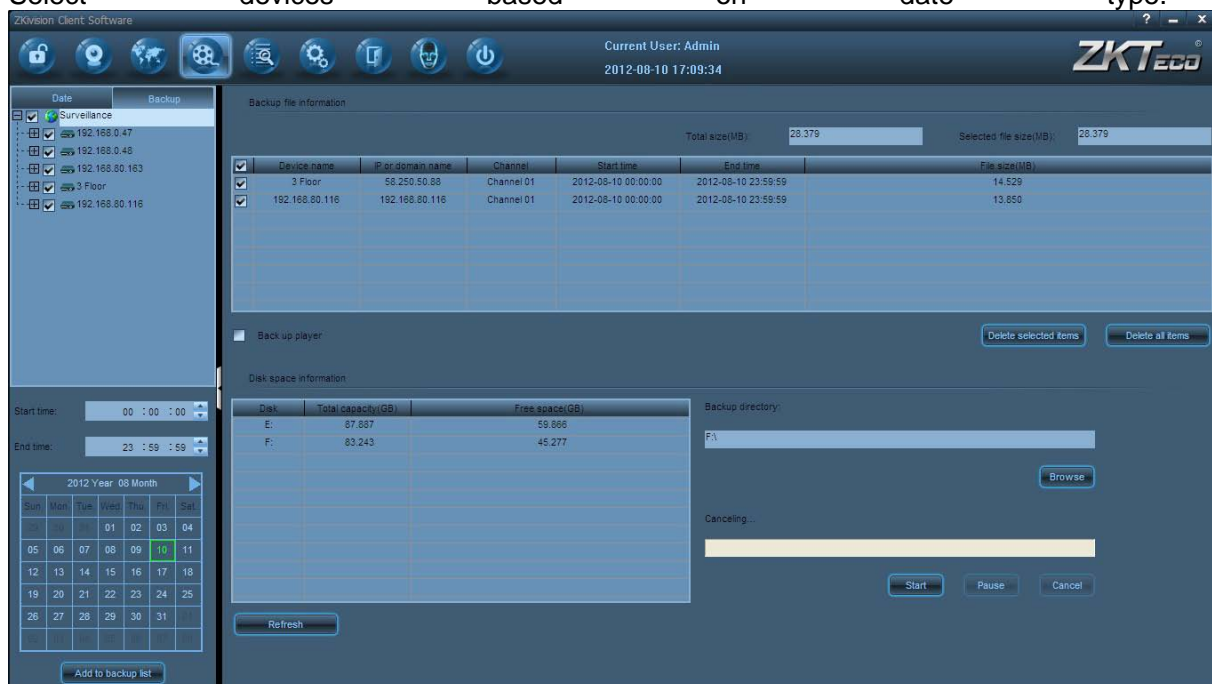 Select devices based on date type.
ZKivision Client Software
? – x
Current User: Admin
2012-08-10 17:09:34
ZKTeco
®
Date Backup
Surveillance
192.168.0.47
192.168.0.48
192.168.80.163
3 Floor
192.168.80.116
Backup file information
Total size(MB): 28.379 Selected file size(MB): 28.379
Device name IP or domain name Channel Start time End time File size(MB)
3 Floor 58.250.50.88 Channel 01 2012-08-10 00:00:00 2012-08-10 23:59:59 14.529
192.168.80.116 192.168.80.116 Channel 01 2012-08-10 00:00:00 2012-08-10 23:59:59 13.850
Back up player
Delete selected items Delete all items
Disk space information
Disk Total capacity(GB) Free space(GB)
E: 87.887 59.866
F: 83.243 45.277
Refresh
Backup directory:
F:\
Browse
Canceling...
Start Pause Cancel
Start time: 00 : 00 : 00
End time: 23 : 59 : 59
2012 Year 08 Month
Sun. Mon. Tue. Wed. Thu. Fri. Sat.
01 02 03 04
05 06 07 08 09 10 11
12 13 14 15 16 17 18
19 20 21 22 23 24 25
26 27 28 29 30 31
Add to backup list